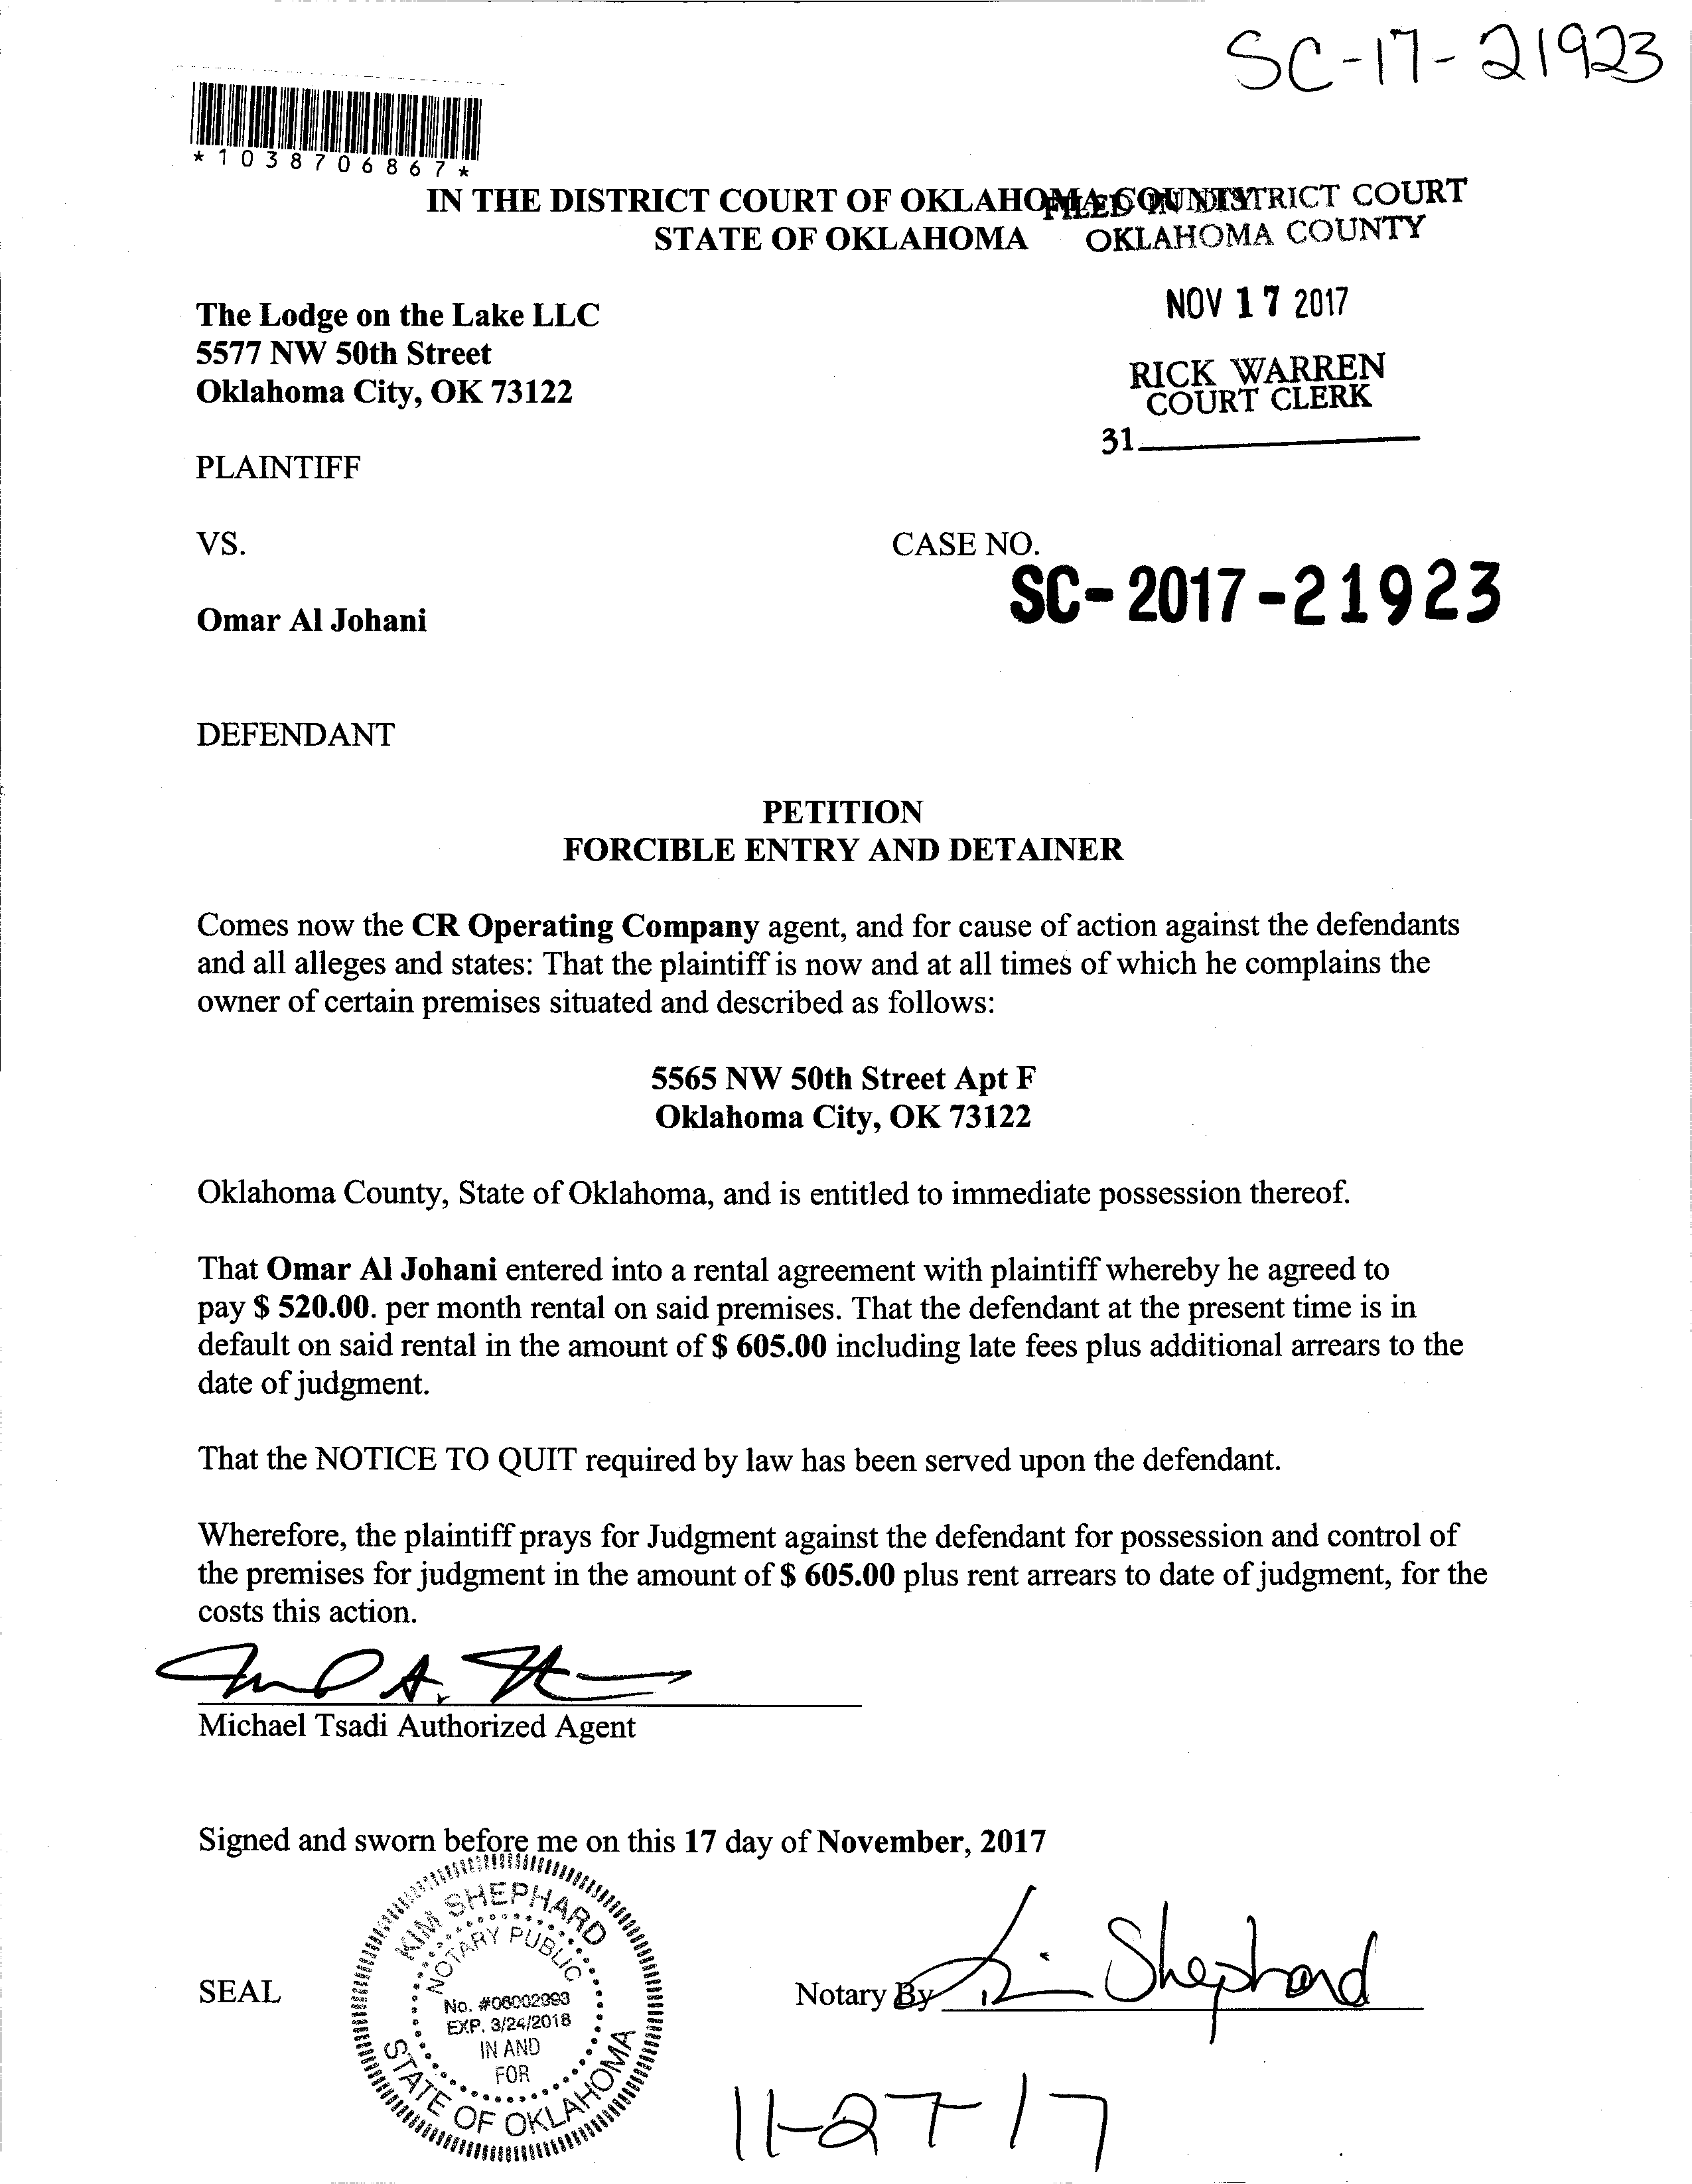 SC-17-21923
*1038706867*
IN THE DISTRICT COURT OF OKLAHOMA COUNTY
STATE OF OKLAHOMA
FILED IN DISTRICT COURT
OKLAHOMA COUNTY
NOV 17 2017
RICK WARREN
COURT CLERK
31
The Lodge on the Lake LLC
5577 NW 50th Street
Oklahoma City, OK 73122
PLAINTIFF
VS.
CASE NO.
SC-2017-21923
Omar Al Johani
DEFENDANT
PETITION
FORCIBLE ENTRY AND DETAINER
Comes now the CR Operating Company agent, and for cause of action against the defendants
and all alleges and states: That the plaintiff is now and at all times of which he complains the
owner of certain premises situated and described as follows:
5565 NW 50th Street Apt F
Oklahoma City, OK 73122
Oklahoma County, State of Oklahoma, and is entitled to immediate possession thereof.
That Omar Al Johani entered into a rental agreement with plaintiff whereby he agreed to
pay $ 520.00. per month rental on said premises. That the defendant at the present time is in
default on said rental in the amount of $ 605.00 including late fees plus additional arrears to the
date of judgment.
That the NOTICE TO QUIT required by law has been served upon the defendant.
Wherefore, the plaintiff prays for Judgment against the defendant for possession and control of
the premises for judgment in the amount of $ 605.00 plus rent arrears to date of judgment, for the
costs this action.
Michael Tsadi Authorized Agent
Signed and sworn before me on this 17 day of November, 2017
SEAL
KIM SHEPHARD
NOTARY PUBLIC
No. #06002993
EXP. 3/24/2018
IN AND
FOR
STATE OF OKLAHOMA
Notary By Kim Shephard
11-27-17